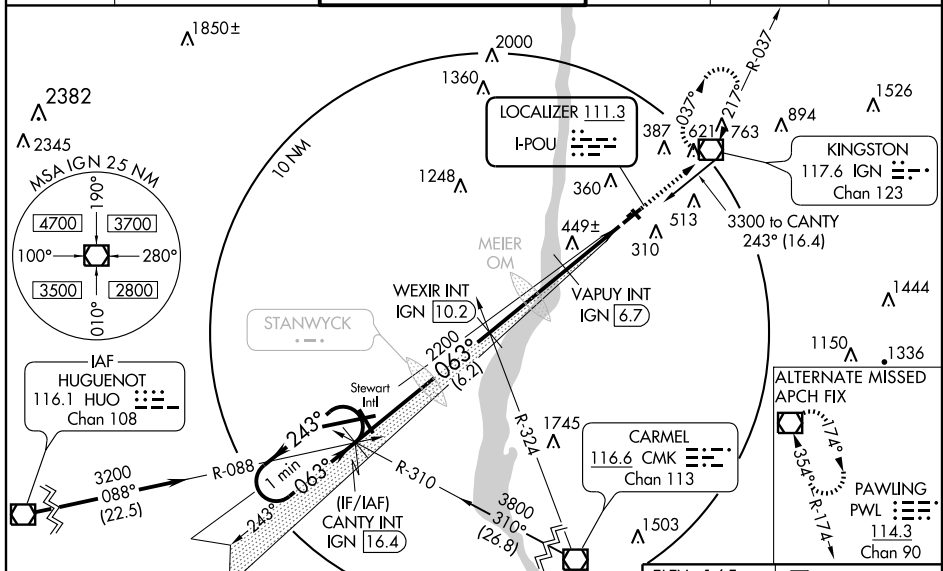 1850±
2000
1360
2382
2345
1526
894
LOCALIZER 111.3
I-POU
387
621
763
037°
217°
R-037
KINGSTON
117.6 IGN
Chan 123
10 NM
MSA IGN 25 NM
190°
4700
3700
100°
280°
3500
2800
010°
1248
360
449±
513
310
3300 to CANTY
243° (16.4)
MEIER
OM
WEXIR INT
IGN 10.2
VAPUY INT
IGN 6.7
1444
STANWYCK
2200
063°
(6.2)
1150
1336
IAF
HUGUENOT
116.1 HUO
Chan 108
Stewart
Intl
243°
1 min
063°
3200
088°
(22.5)
R-088
243°
(IF/IAF)
CANTY INT
IGN 16.4
R-310
R-324
1745
3800
310°
(26.8)
CARMEL
116.6 CMK
Chan 113
1503
ALTERNATE MISSED
APCH FIX
174°
354°
R-174
PAWLING
PWL
114.3
Chan 90